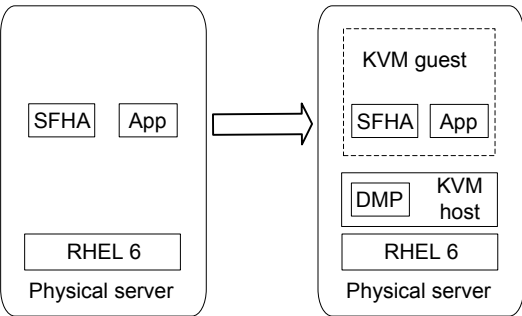 SFHA App
RHEL 6
Physical server
KVM guest
SFHA App
DMP KVM
host
RHEL 6
Physical server